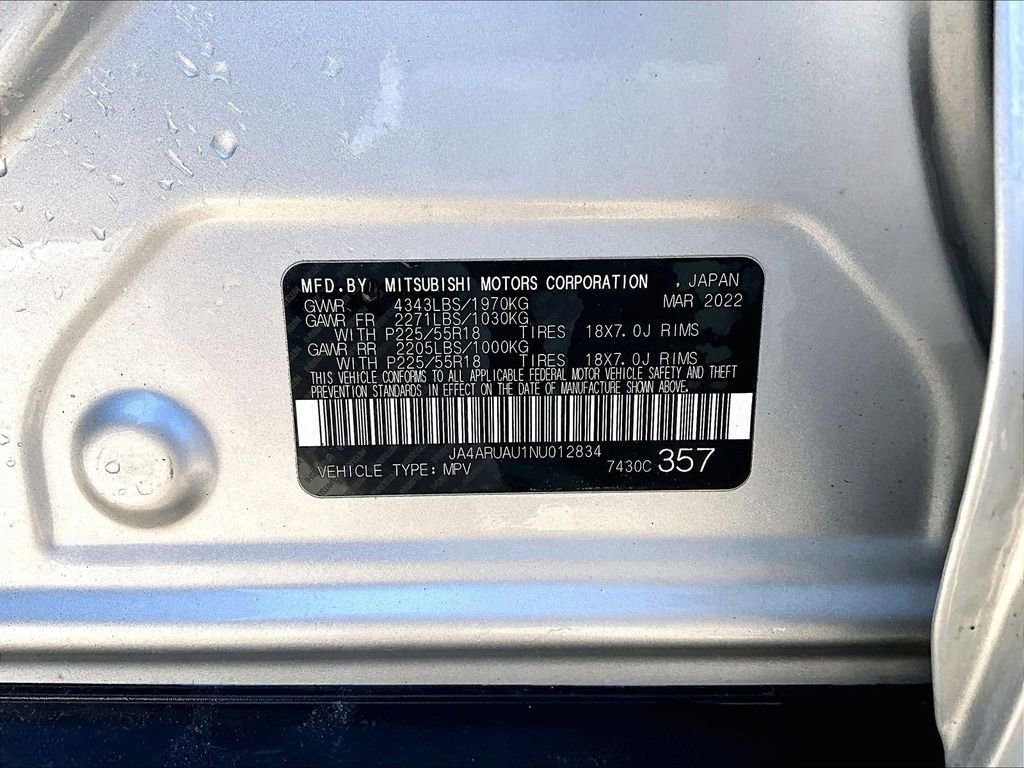 MFD.BY MITSUBISHI MOTORS CORPORATION , JAPAN
GVWR 4343LBS/1970KG MAR 2022
GAWR FR 2271LBS/1030KG
WITH P225/55R18 TIRES 18X7.0J RIMS
GAWR RR 2205LBS/1000KG
WITH P225/55R18 TIRES 18X7.0J RIMS
THIS VEHICLE CONFORMS TO ALL APPLICABLE FEDERAL MOTOR VEHICLE SAFETY AND THEFT
PREVENTION STANDARDS IN EFFECT ON THE DATE OF MANUFACTURE SHOWN ABOVE.
JA4ARUAU1NU012834
VEHICLE TYPE: MPV 7430C 357